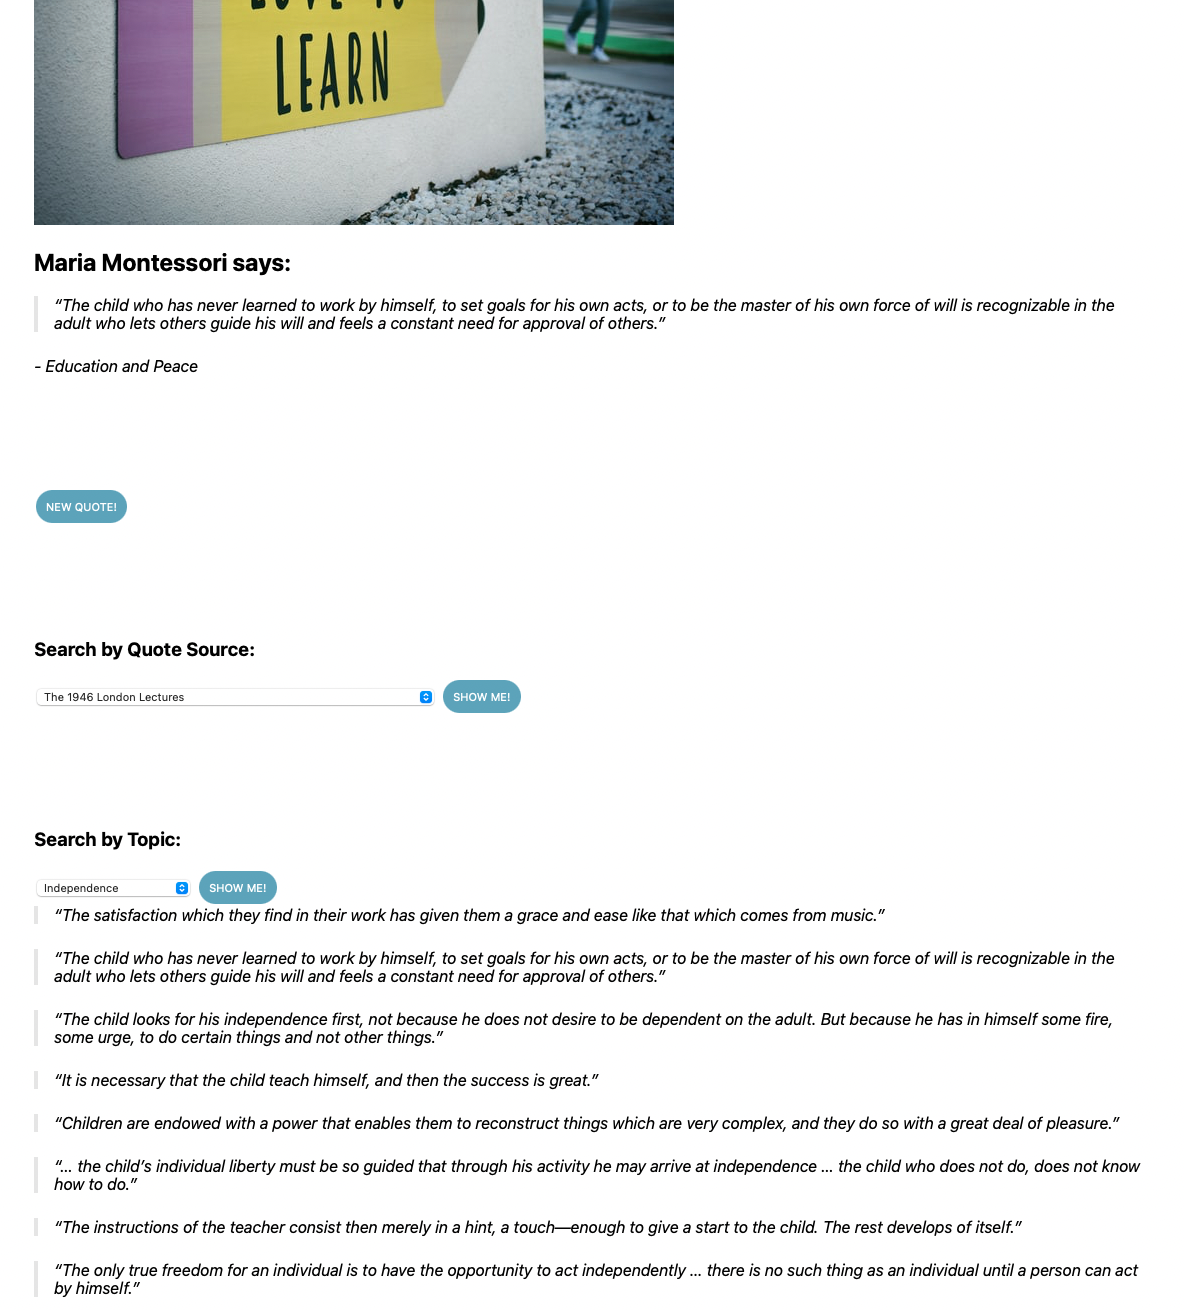 LEARN
Maria Montessori says:
“The child who has never learned to work by himself, to set goals for his own acts, or to be the master of his own force of will is recognizable in the
adult who lets others guide his will and feels a constant need for approval of others.”
- Education and Peace
NEW QUOTE!
Search by Quote Source:
The 1946 London Lectures SHOW ME!
Search by Topic:
Independence SHOW ME!
“The satisfaction which they find in their work has given them a grace and ease like that which comes from music.”
“The child who has never learned to work by himself, to set goals for his own acts, or to be the master of his own force of will is recognizable in the
adult who lets others guide his will and feels a constant need for approval of others.”
“The child looks for his independence first, not because he does not desire to be dependent on the adult. But because he has in himself some fire,
some urge, to do certain things and not other things.”
“It is necessary that the child teach himself, and then the success is great.”
“Children are endowed with a power that enables them to reconstruct things which are very complex, and they do so with a great deal of pleasure.”
“... the child’s individual liberty must be so guided that through his activity he may arrive at independence ... the child who does not do, does not know
how to do.”
“The instructions of the teacher consist then merely in a hint, a touch—enough to give a start to the child. The rest develops of itself.”
“The only true freedom for an individual is to have the opportunity to act independently ... there is no such thing as an individual until a person can act
by himself.”